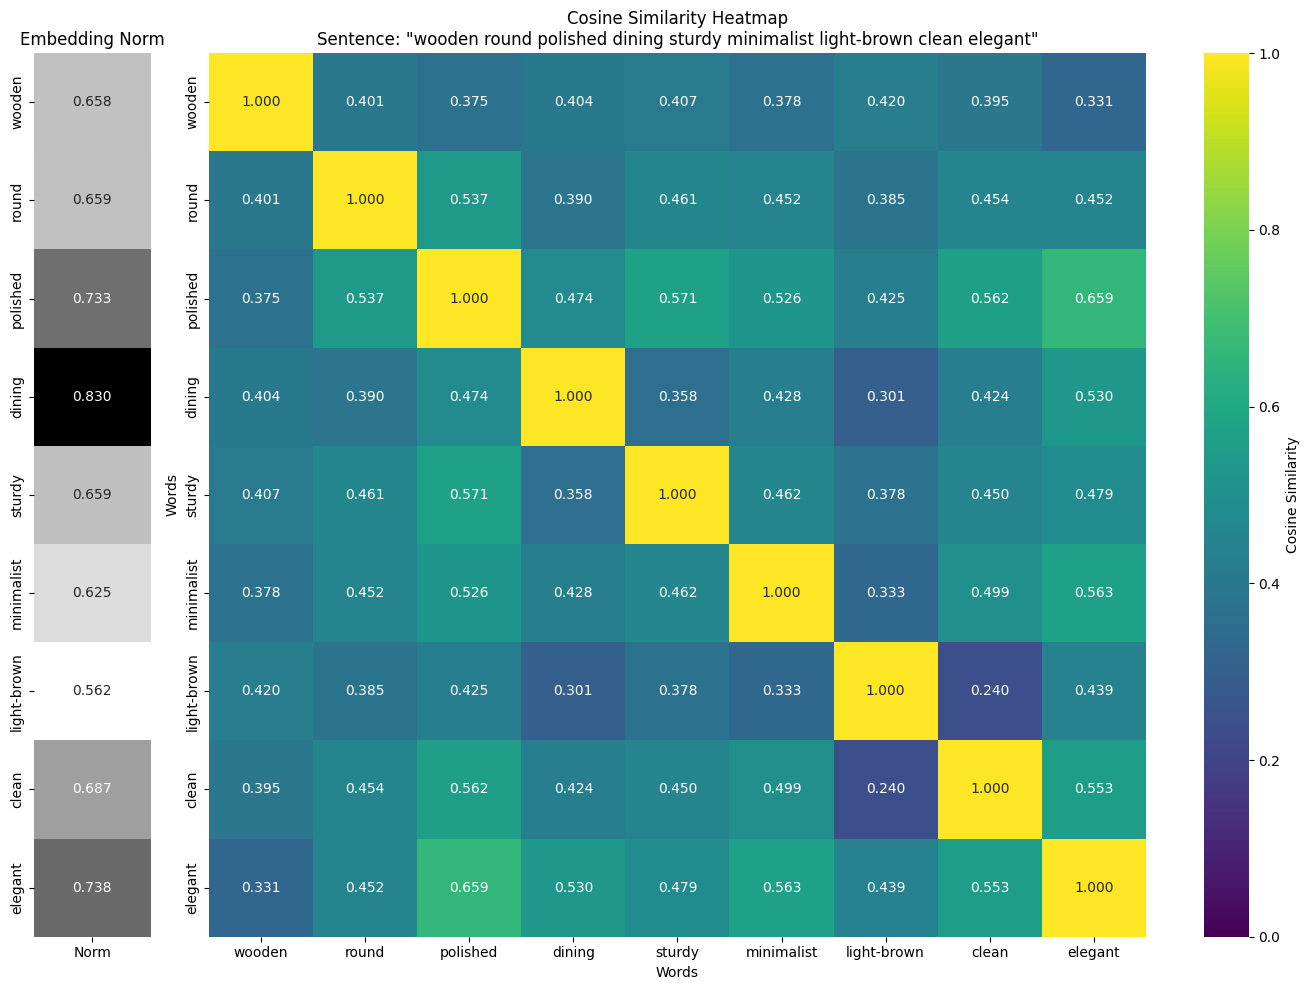 Cosine Similarity Heatmap
Embedding Norm
Sentence: "wooden round polished dining sturdy minimalist light-brown clean elegant"
wooden 0.658
round 0.659
polished 0.733
dining 0.830
sturdy 0.659
minimalist 0.625
light-brown 0.562
clean 0.687
elegant 0.738
Norm
Words
wooden 1.000 0.401 0.375 0.404 0.407 0.378 0.420 0.395 0.331
round 0.401 1.000 0.537 0.390 0.461 0.452 0.385 0.454 0.452
polished 0.375 0.537 1.000 0.474 0.571 0.526 0.425 0.562 0.659
dining 0.404 0.390 0.474 1.000 0.358 0.428 0.301 0.424 0.530
sturdy 0.407 0.461 0.571 0.358 1.000 0.462 0.378 0.450 0.479
minimalist 0.378 0.452 0.526 0.428 0.462 1.000 0.333 0.499 0.563
light-brown 0.420 0.385 0.425 0.301 0.378 0.333 1.000 0.240 0.439
clean 0.395 0.454 0.562 0.424 0.450 0.499 0.240 1.000 0.553
elegant 0.331 0.452 0.659 0.530 0.479 0.563 0.439 0.553 1.000
wooden round polished dining sturdy minimalist light-brown clean elegant
Words
1.0
0.8
0.6
0.4
0.2
0.0
Cosine Similarity